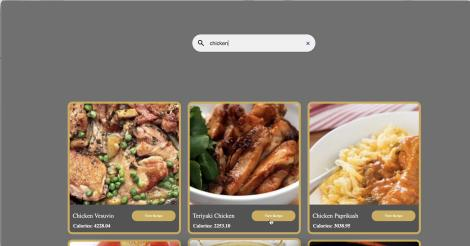 chicken
Chicken Vesuvio
View Recipe
Calories: 4228.04
Teriyaki Chicken
View Recipe
Calories: 2253.10
Chicken Paprikash
View Recipe
Calories: 3038.95